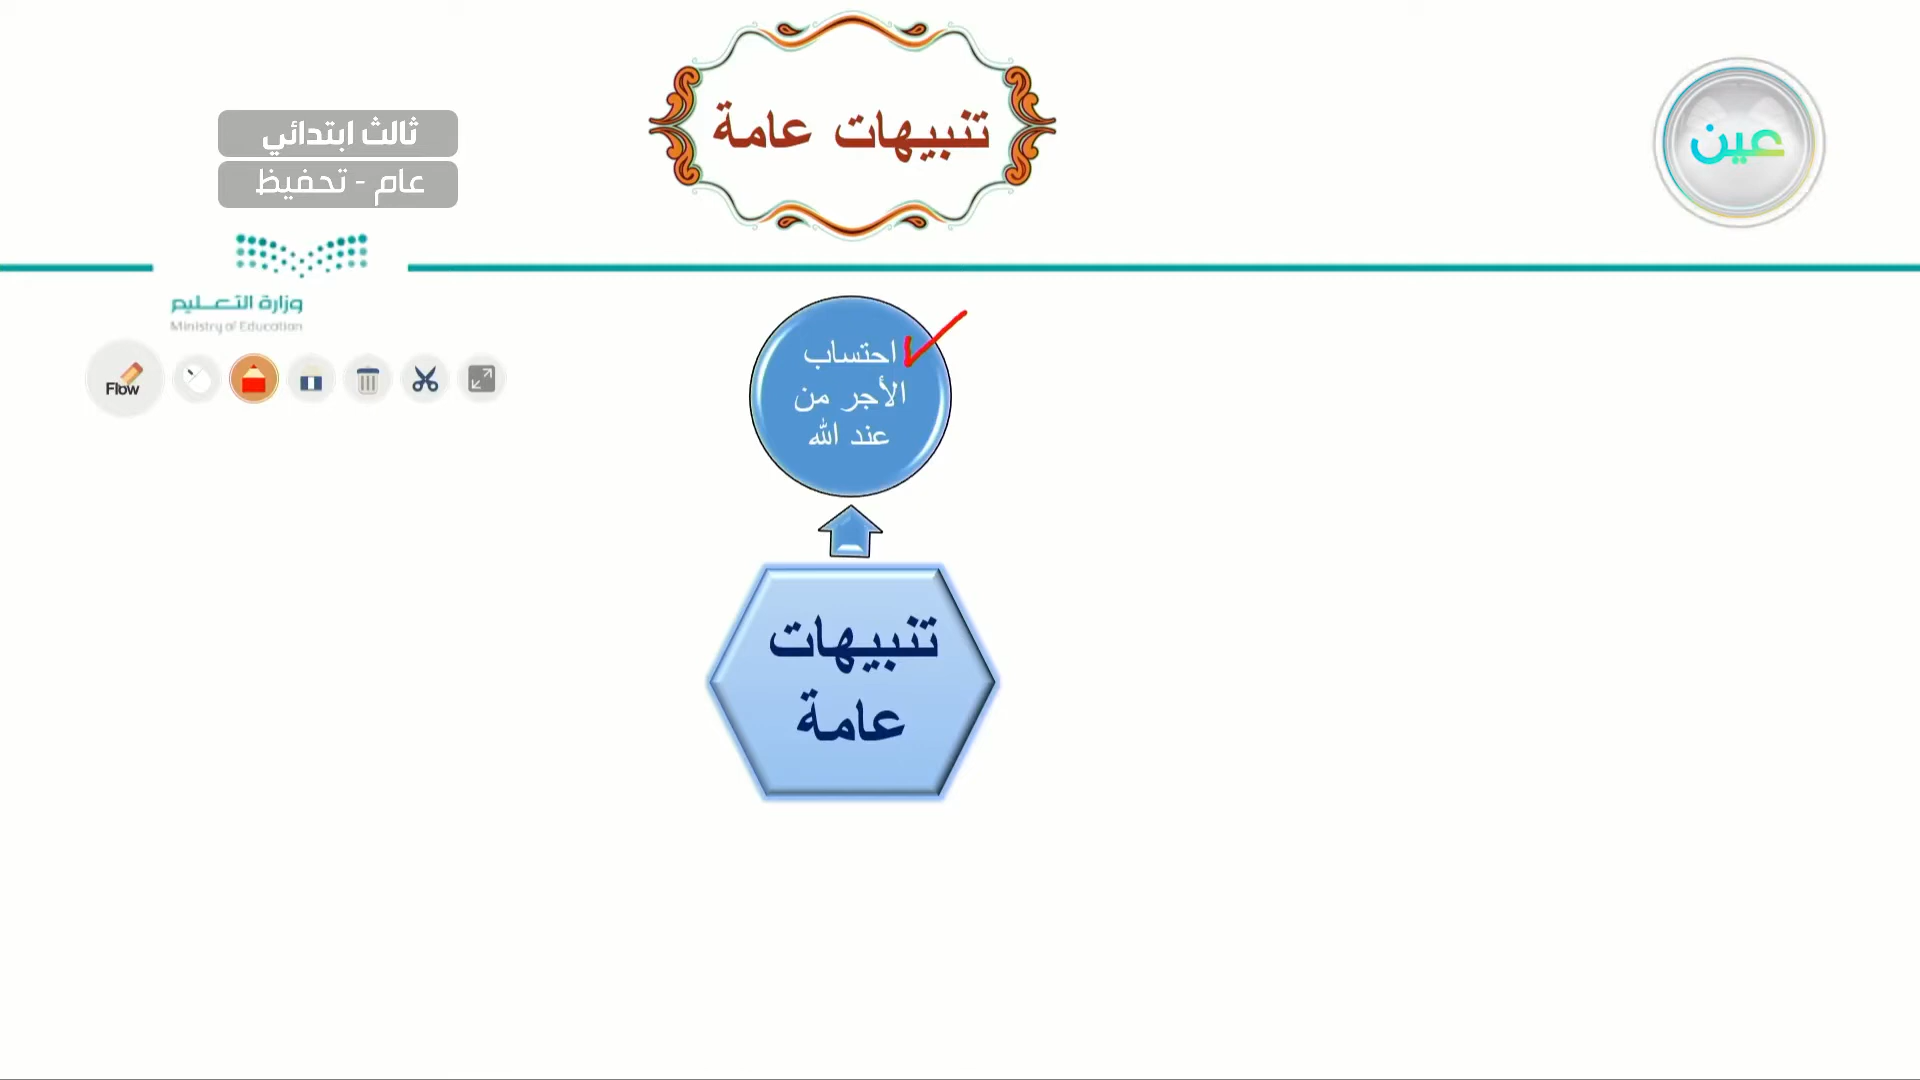 تنبيهات عامة
عين
ثالث ابتدائي
عام - تحفيظ
وزارة التعليم
Ministry of Education
Flow
احتساب
الأجر من
عند الله
تنبيهات
عامة